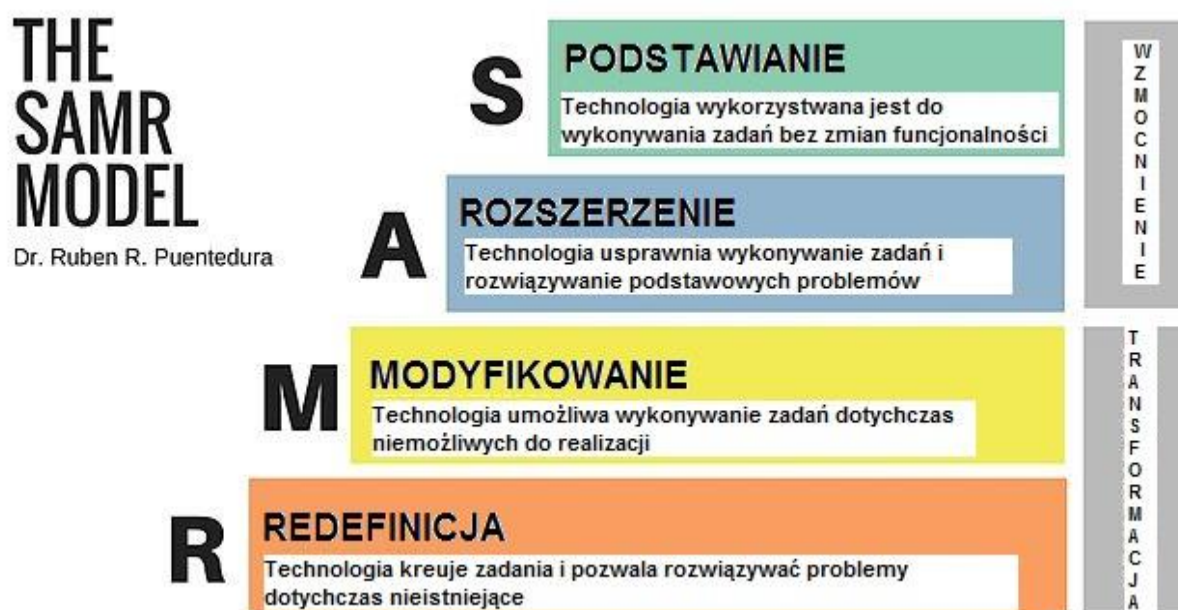 THE
SAMR
MODEL
Dr. Ruben R. Puentedura
S
PODSTAWIANIE
Technologia wykorzystwana jest do
wykonywania zadań bez zmian funcjonalności
A
ROZSZERZENIE
Technologia usprawnia wykonywanie zadań i
rozwiązywanie podstawowych problemów
WZMOCNIENIE
M
MODYFIKOWANIE
Technologia umożliwa wykonywanie zadań dotychczas
niemożliwych do realizacji
R
REDEFINICJA
Technologia kreuje zadania i pozwala rozwiązywać problemy
dotychczas nieistniejące
TRANSFORMACJA